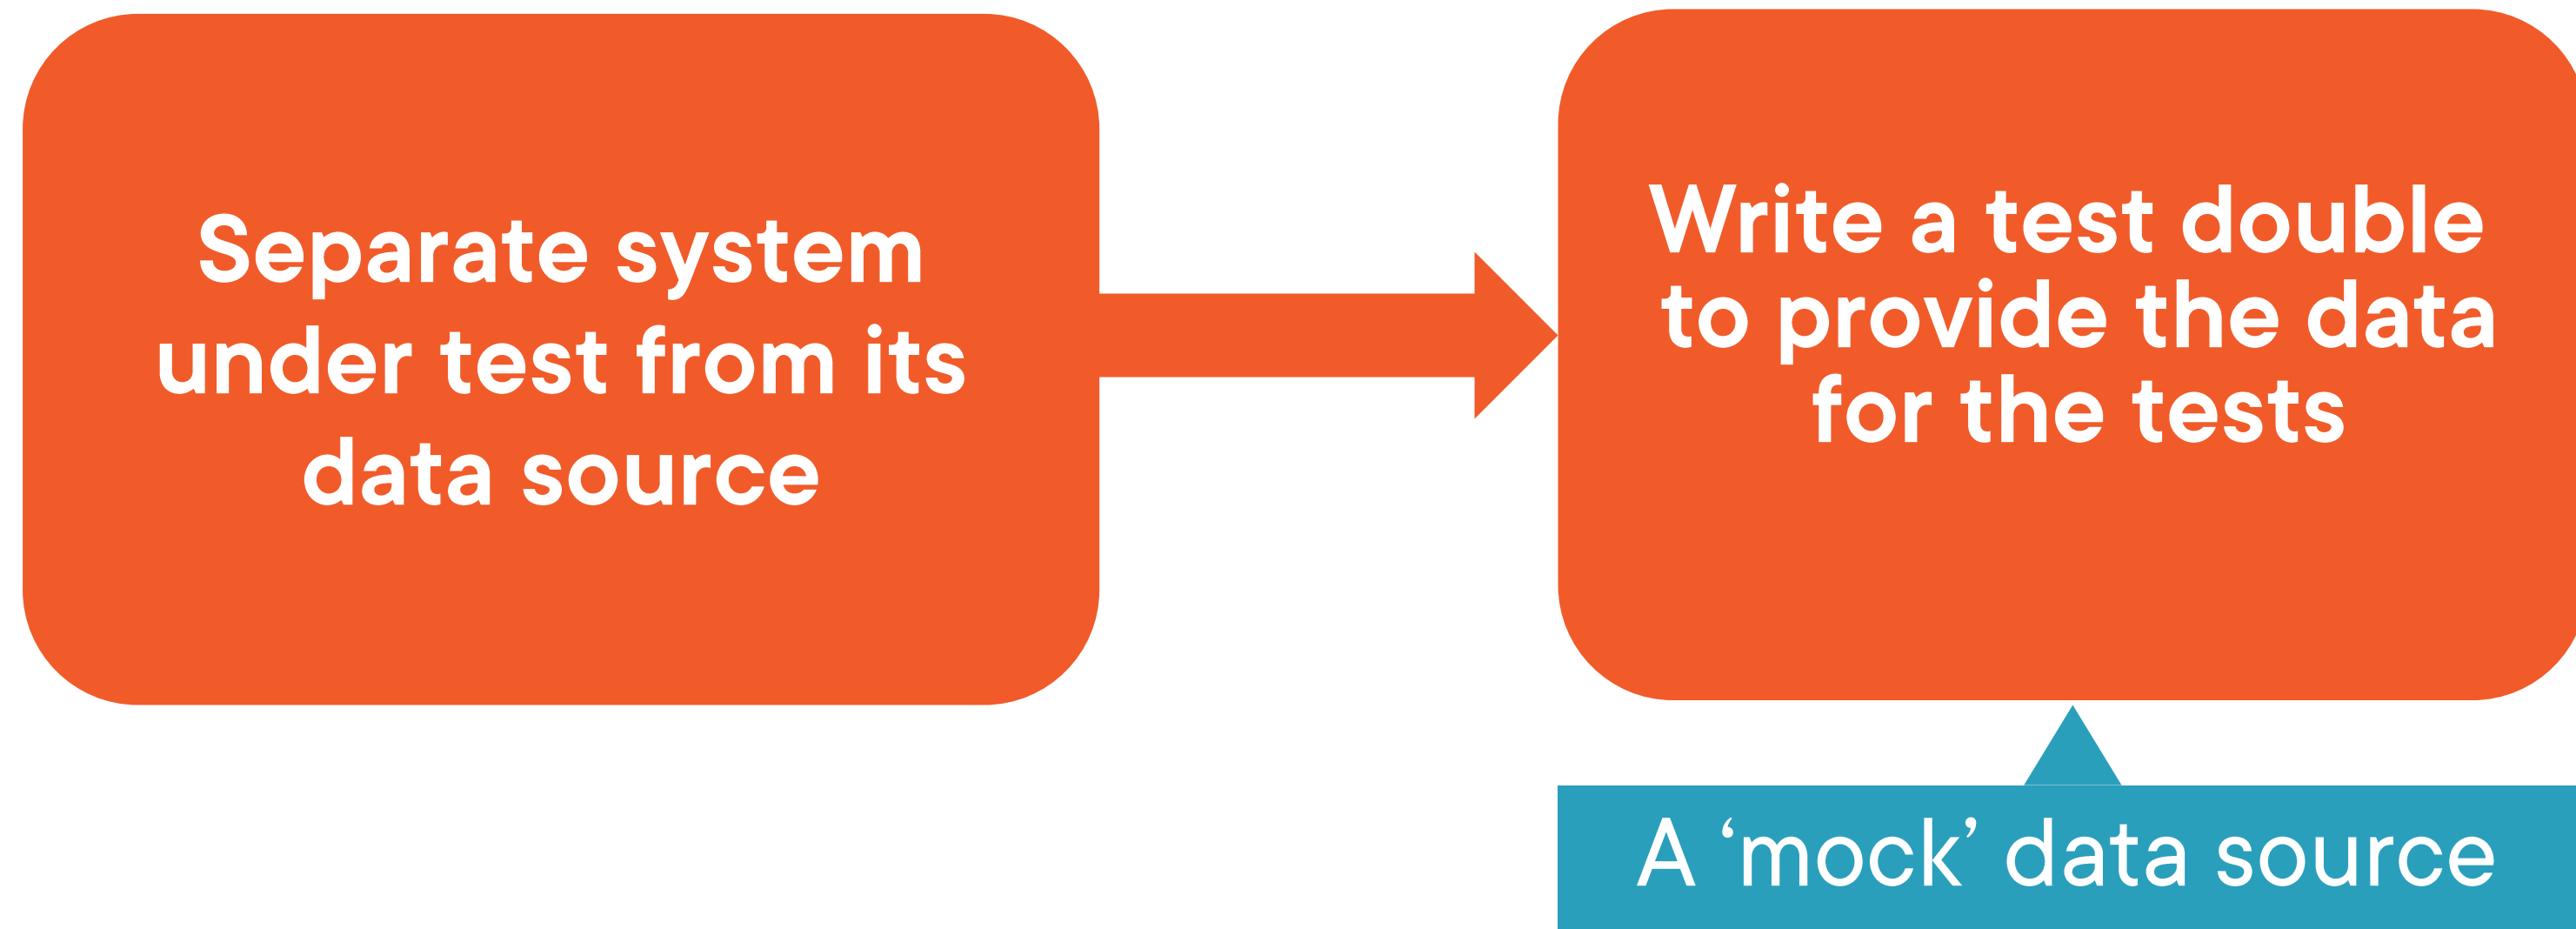 Separate system
under test from its
data source
Write a test double
to provide the data
for the tests
A ‘mock’ data source